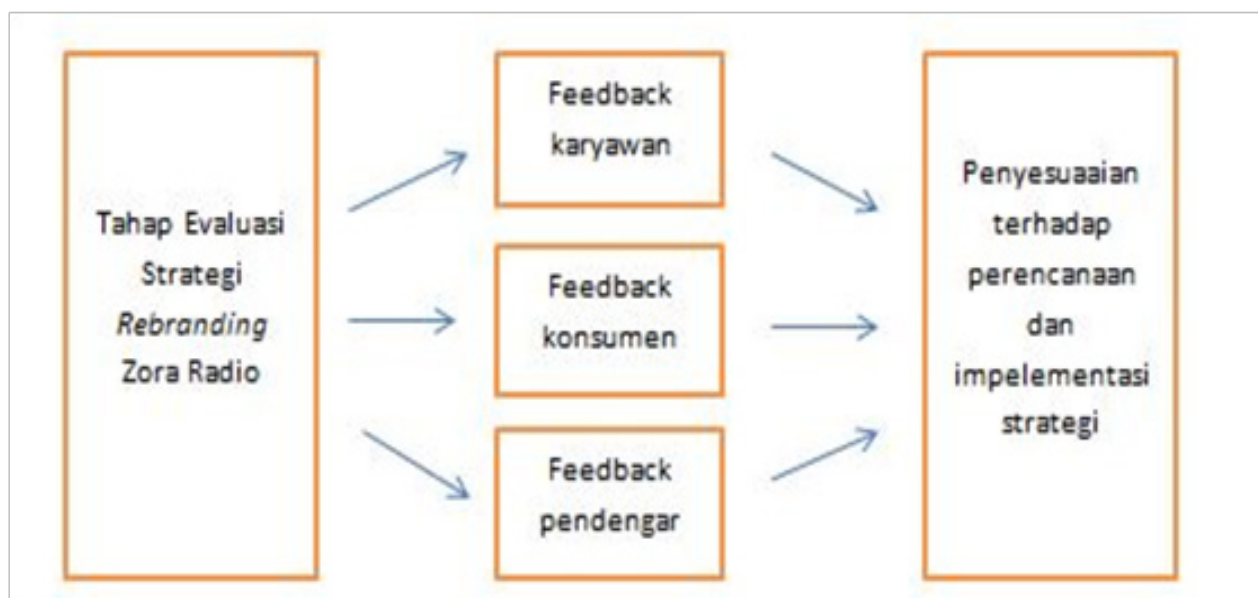 Tahap Evaluasi
Strategi
Rebranding
Zora Radio
Feedback
karyawan
Feedback
konsumen
Feedback
pendengar
Penyesuaaian
terhadap
perencanaan
dan
impelementasi
strategi